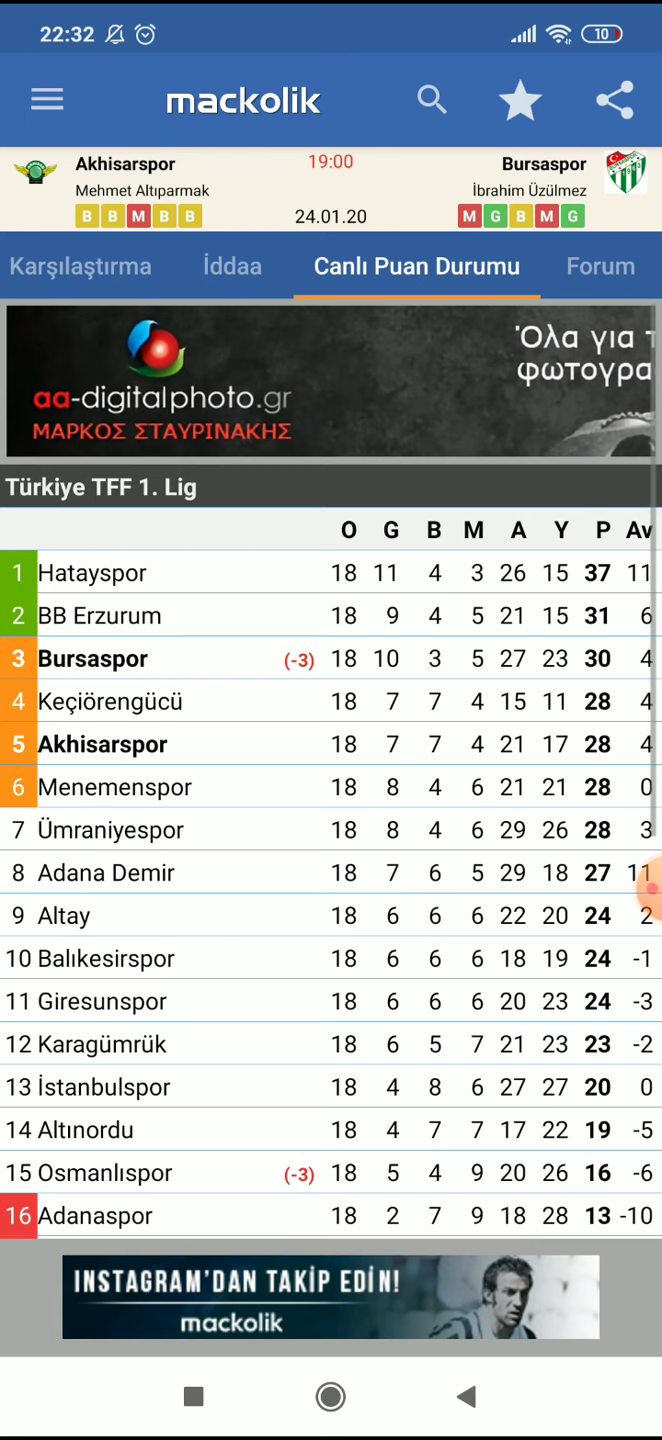 22:32 10
mackolik
Akhisarspor 19:00 Bursaspor
Mehmet Altıparmak İbrahim Üzülmez
B B M B B 24.01.20 M G B M G
Karşılaştırma İddaa Canlı Puan Durumu Forum
Όλα για τ
φωτογρα
aa-digitalphoto.gr
ΜΑΡΚΟΣ ΣΤΑΥΡΙΝΑΚΗΣ
Türkiye TFF 1. Lig
O G B M A Y P Av
1 Hatayspor 18 11 4 3 26 15 37 11
2 BB Erzurum 18 9 4 5 21 15 31 6
3 Bursaspor (-3) 18 10 3 5 27 23 30 4
4 Keçiörengücü 18 7 7 4 15 11 28 4
5 Akhisarspor 18 7 7 4 21 17 28 4
6 Menemenspor 18 8 4 6 21 21 28 0
7 Ümraniyespor 18 8 4 6 29 26 28 3
8 Adana Demir 18 7 6 5 29 18 27 11
9 Altay 18 6 6 6 22 20 24 2
10 Balıkesirspor 18 6 6 6 18 19 24 -1
11 Giresunspor 18 6 6 6 20 23 24 -3
12 Karagümrük 18 6 5 7 21 23 23 -2
13 İstanbulspor 18 4 8 6 27 27 20 0
14 Altınordu 18 4 7 7 17 22 19 -5
15 Osmanlıspor (-3) 18 5 4 9 20 26 16 -6
16 Adanaspor 18 2 7 9 18 28 13 -10
INSTAGRAM'DAN TAKİP EDİN!
mackolik